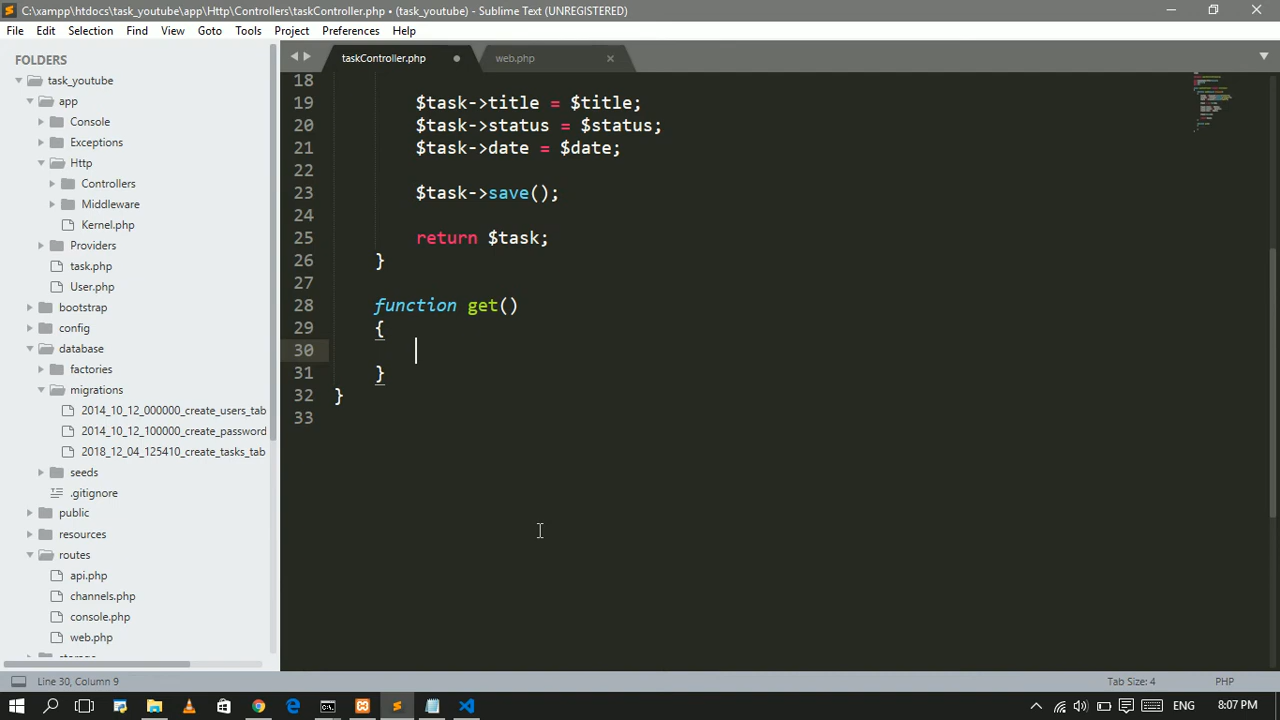 C:\xampp\htdocs\task_youtube\app\Http\Controllers\taskController.php • (task_youtube) - Sublime Text (UNREGISTERED)
File Edit Selection Find View Goto Tools Project Preferences Help
FOLDERS
task_youtube
app
Console
Exceptions
Http
Controllers
Middleware
Kernel.php
Providers
task.php
User.php
bootstrap
config
database
factories
migrations
2014_10_12_000000_create_users_tab
2014_10_12_100000_create_password
2018_12_04_125410_create_tasks_tab
seeds
.gitignore
public
resources
routes
api.php
channels.php
console.php
web.php
taskController.php
web.php
18
19 $task->title = $title;
20 $task->status = $status;
21 $task->date = $date;
22
23 $task->save();
24
25 return $task;
26 }
27
28 function get()
29 {
30
31 }
32 }
33
Line 30, Column 9
Tab Size: 4
PHP
ENG
8:07 PM